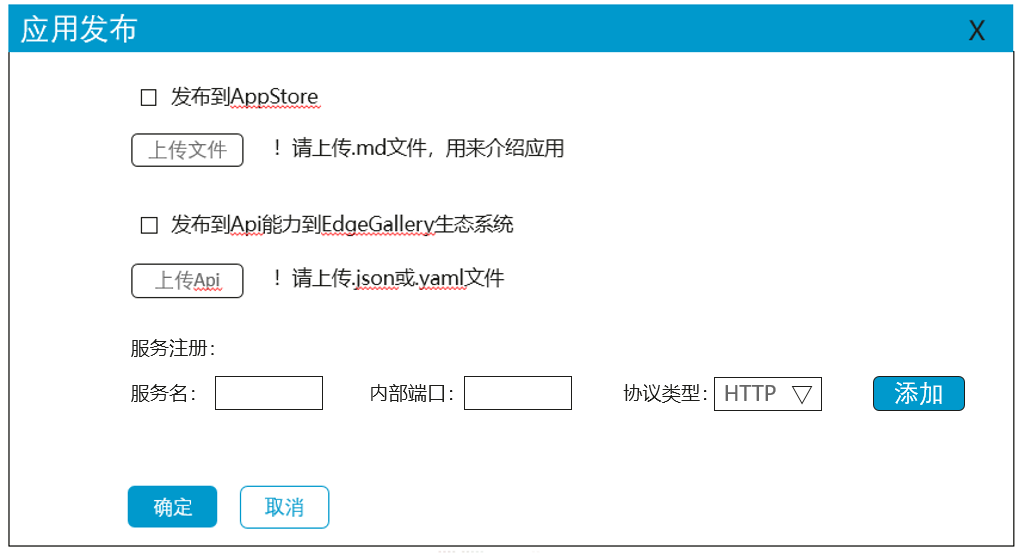 应用发布 X
发布到AppStore
上传文件 ！请上传.md文件，用来介绍应用
发布到Api能力到EdgeGallery生态系统
上传Api ！请上传.json或.yaml文件
服务注册：
服务名： 内部端口： 协议类型： HTTP 添加
确定 取消